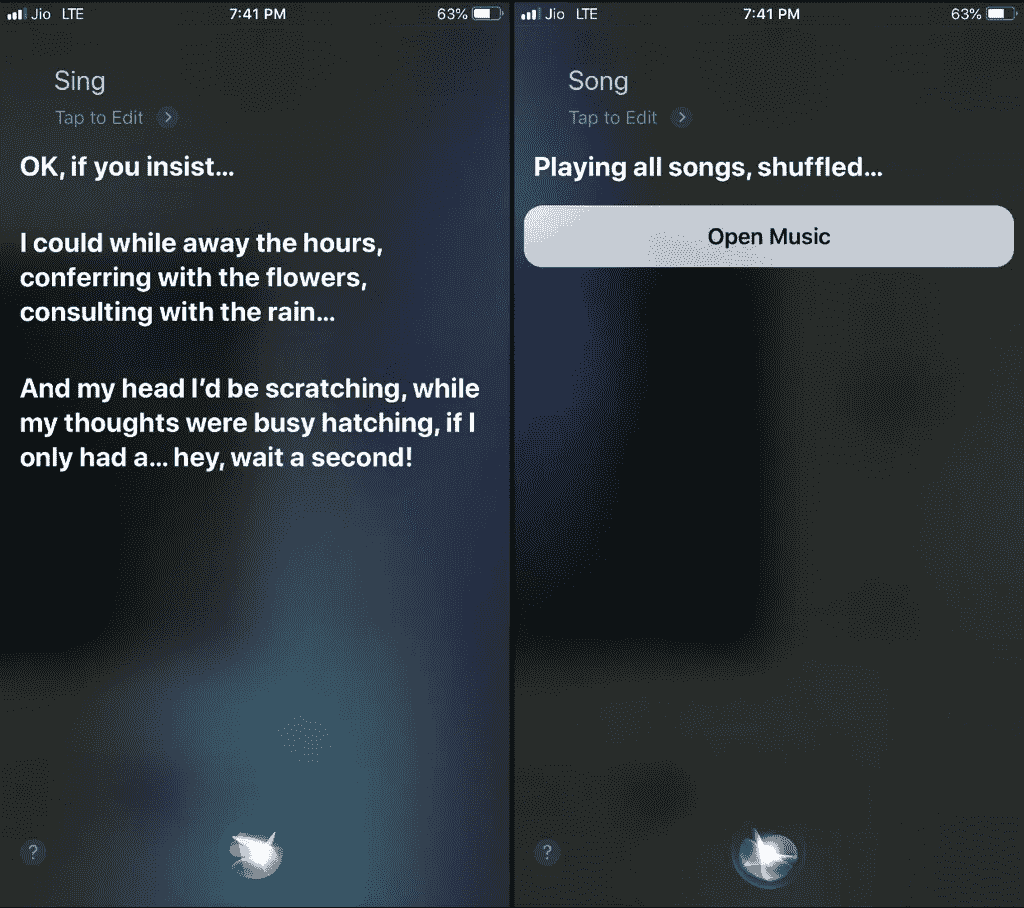 Jio LTE 7:41 PM 63%
Sing
Tap to Edit
OK, if you insist...
I could while away the hours,
conferring with the flowers,
consulting with the rain...
And my head I'd be scratching, while
my thoughts were busy hatching, if I
only had a... hey, wait a second!
?
Jio LTE 7:41 PM 63%
Song
Tap to Edit
Playing all songs, shuffled...
Open Music
?